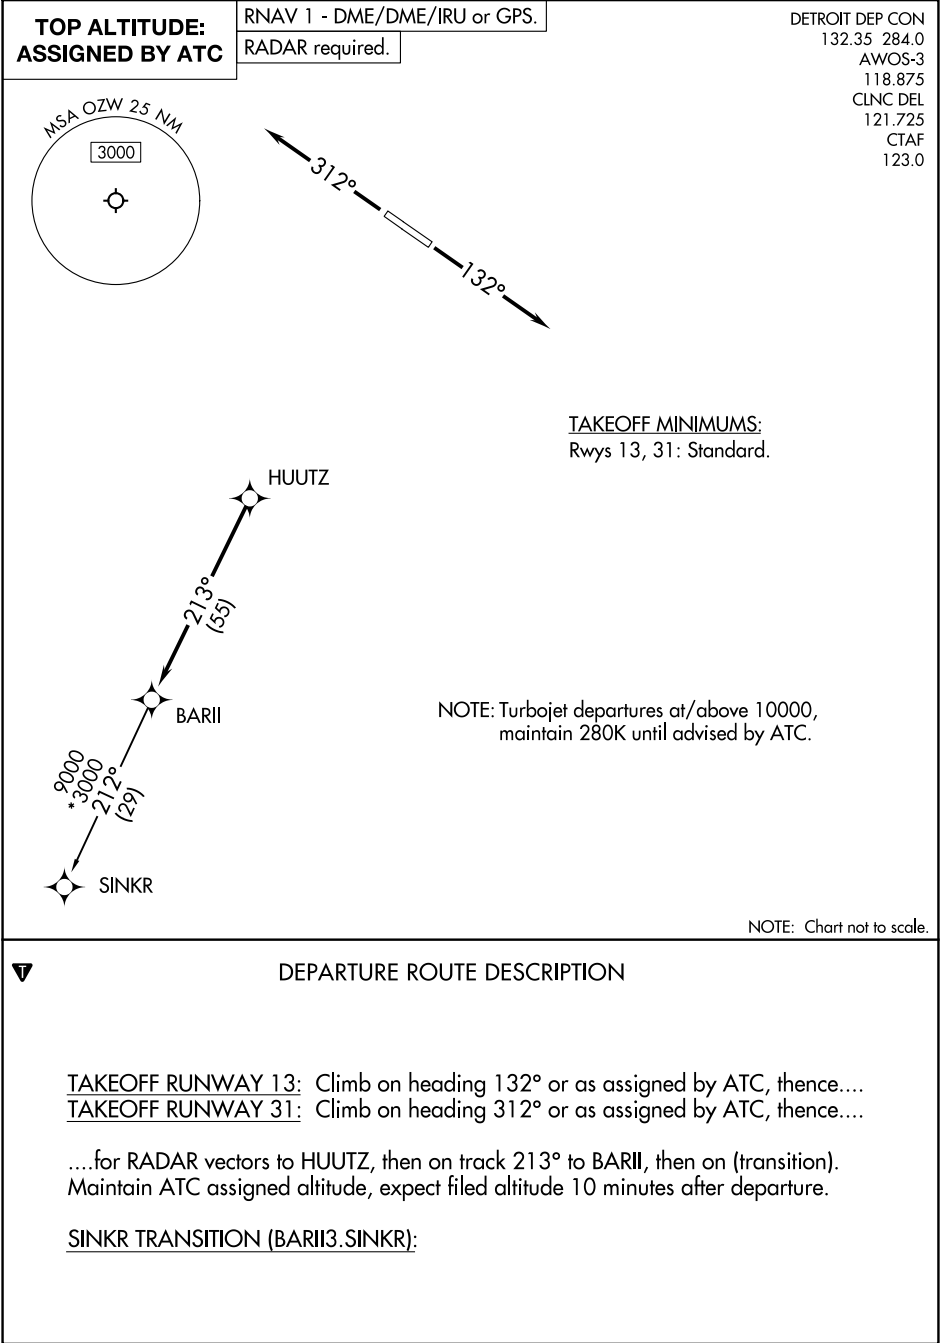 TOP ALTITUDE:
ASSIGNED BY ATC
RNAV 1 - DME/DME/IRU or GPS.
RADAR required.
DETROIT DEP CON
132.35 284.0
AWOS-3
118.875
CLNC DEL
121.725
CTAF
123.0
MSA OZW 25 NM
3000
312°
132°
TAKEOFF MINIMUMS:
Rwys 13, 31: Standard.
HUUTZ
213°
(55)
BARII
NOTE: Turbojet departures at/above 10000,
maintain 280K until advised by ATC.
9000
*3000
212°
(29)
SINKR
NOTE: Chart not to scale.
T
DEPARTURE ROUTE DESCRIPTION
TAKEOFF RUNWAY 13: Climb on heading 132° or as assigned by ATC, thence....
TAKEOFF RUNWAY 31: Climb on heading 312° or as assigned by ATC, thence....
....for RADAR vectors to HUUTZ, then on track 213° to BARII, then on (transition).
Maintain ATC assigned altitude, expect filed altitude 10 minutes after departure.
SINKR TRANSITION (BARII3.SINKR):